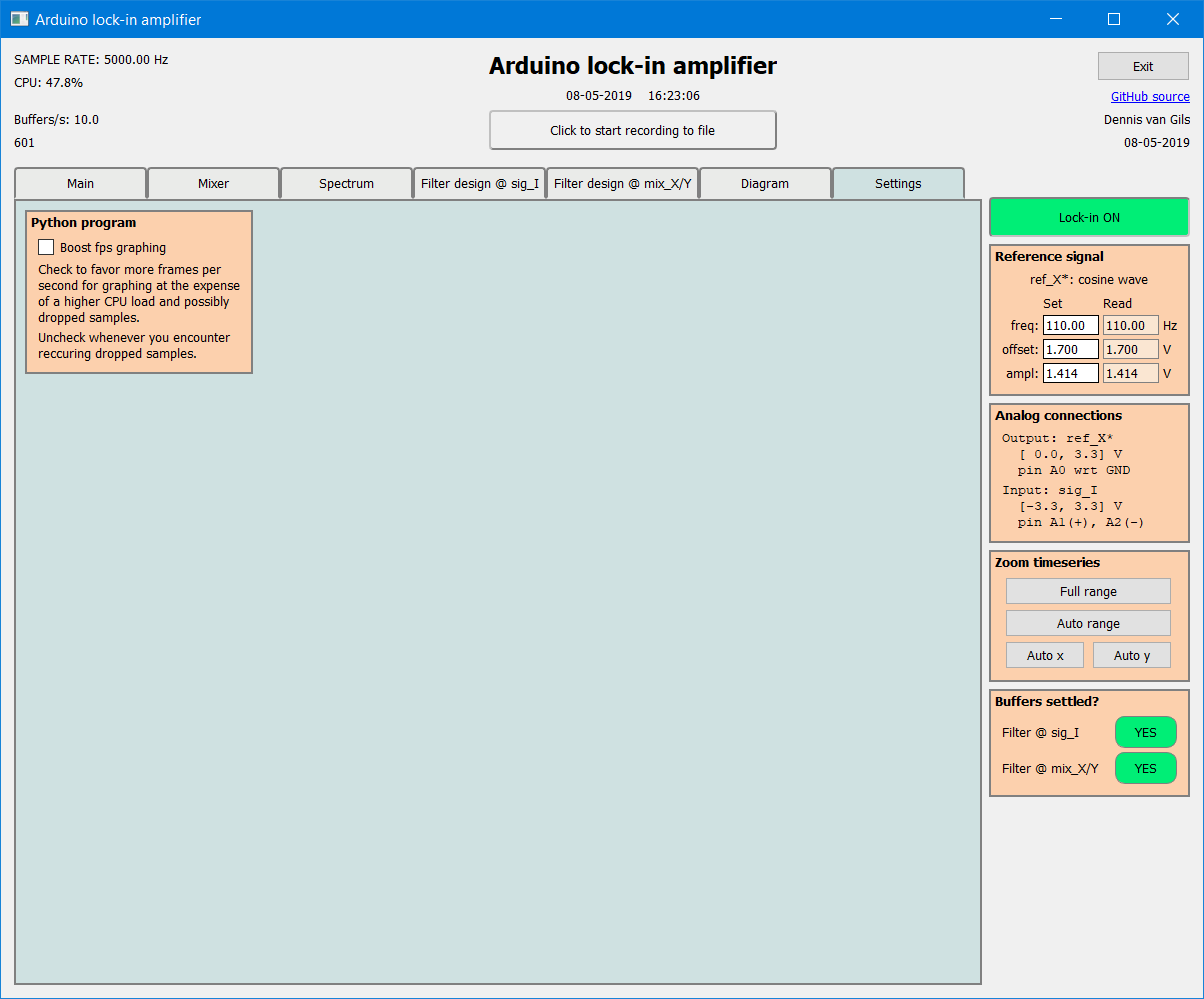 Arduino lock-in amplifier
SAMPLE RATE: 5000.00 Hz
CPU: 47.8%
Buffers/s: 10.0
601
Arduino lock-in amplifier
08-05-2019 16:23:06
Click to start recording to file
Exit
GitHub source
Dennis van Gils
08-05-2019
Main Mixer Spectrum Filter design @ sig_I Filter design @ mix_X/Y Diagram Settings
Python program
Boost fps graphing
Check to favor more frames per
second for graphing at the expense
of a higher CPU load and possibly
dropped samples.
Uncheck whenever you encounter
reccuring dropped samples.
Lock-in ON
Reference signal
ref_X*: cosine wave
Set Read
freq: 110.00 110.00 Hz
offset: 1.700 1.700 V
ampl: 1.414 1.414 V
Analog connections
Output: ref_X*
[ 0.0, 3.3] V
pin A0 wrt GND
Input: sig_I
[-3.3, 3.3] V
pin A1(+), A2(-)
Zoom timeseries
Full range
Auto range
Auto x Auto y
Buffers settled?
Filter @ sig_I YES
Filter @ mix_X/Y YES